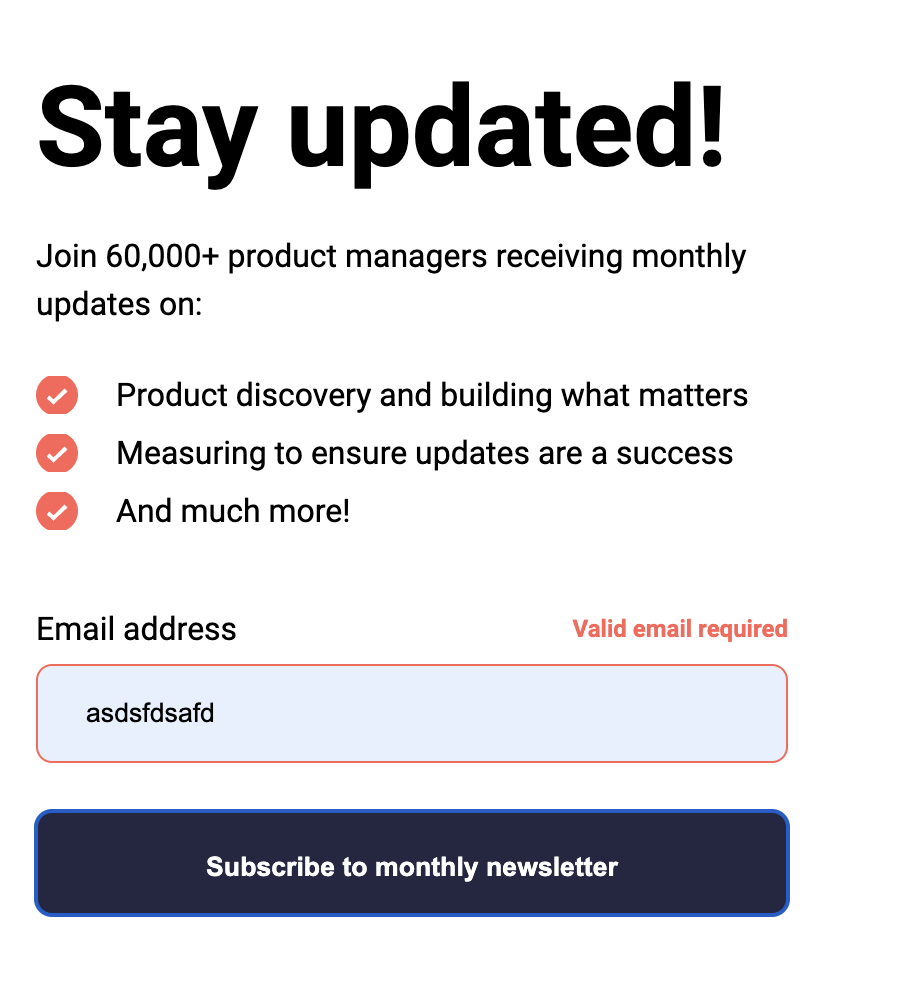 Stay updated!
Join 60,000+ product managers receiving monthly
updates on:
Product discovery and building what matters
Measuring to ensure updates are a success
And much more!
Email address
Valid email required
asdsfdsafd
Subscribe to monthly newsletter